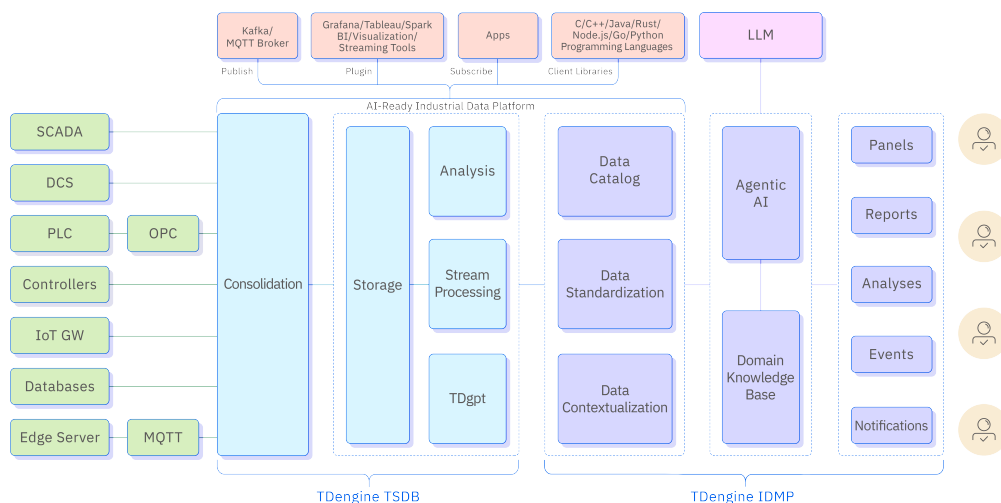 Kafka/
MQTT Broker
Grafana/Tableau/Spark
BI/Visualization/
Streaming Tools
Apps
C/C++/Java/Rust/
Node.js/Go/Python
Programming Languages
LLM
Publish
Plugin
Subscribe
Client Libraries
AI-Ready Industrial Data Platform
SCADA
DCS
PLC
OPC
Controllers
IoT GW
Databases
Edge Server
MQTT
Consolidation
Storage
Analysis
Stream
Processing
TDgpt
Data
Catalog
Data
Standardization
Data
Contextualization
Agentic
AI
Domain
Knowledge
Base
Panels
Reports
Analyses
Events
Notifications
TDengine TSDB
TDengine IDMP